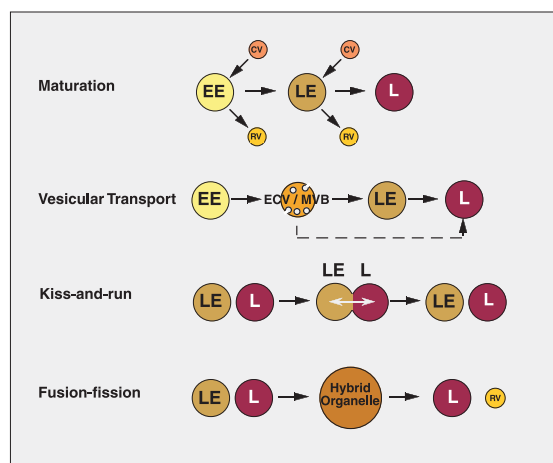 CV CV
Maturation EE LE L
RV RV
Vesicular Transport EE ECV / MVB LE L
LE L
Kiss-and-run LE L LE L
Hybrid
Fusion-fission LE L Organelle L RV